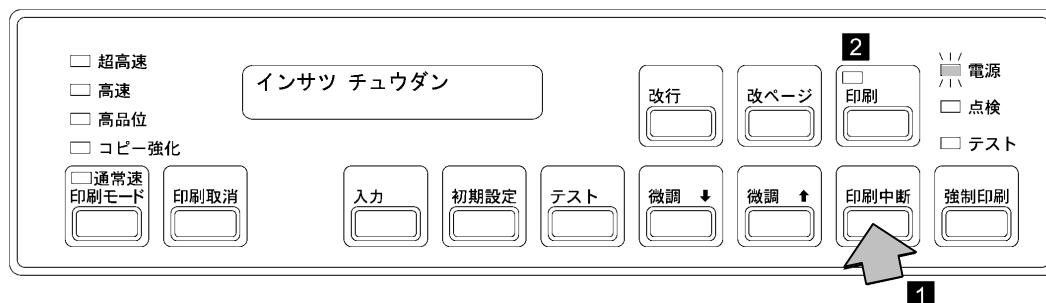 超高速
高速
高品位
コピー強化
通常速
印刷モード
印刷取消
インサツ チュウダン
入力
初期設定
テスト
改行
改ページ
2
印刷
電源
点検
テスト
微調 ⬇
微調 ⬆
印刷中断
強制印刷
1